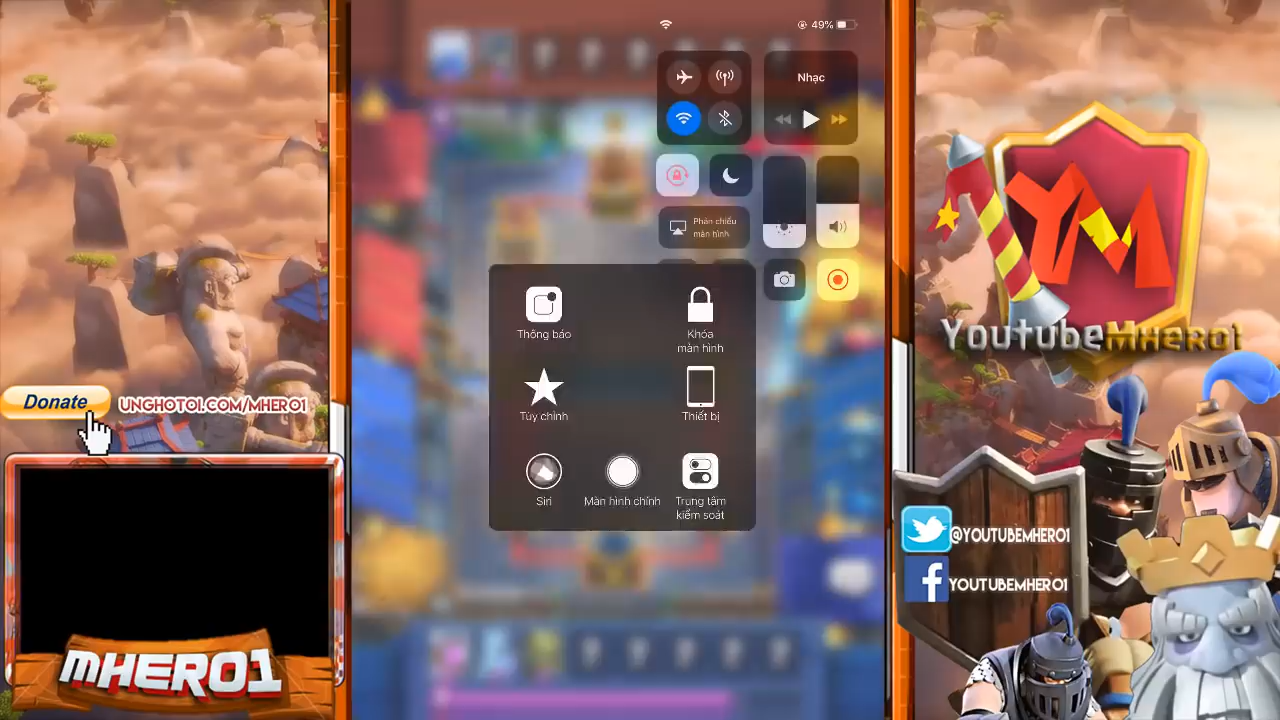 49%
Nhạc
Phản chiếu
màn hình
Thông báo
Khóa
màn hình
Tùy chỉnh
Thiết bị
Siri
Màn hình chính
Trung tâm
kiểm soát
YM
YoutubeMHERO1
Donate
UNGHOTO1.COM/MHERO1
MHERO1
@YOUTUBEMHERO1
YOUTUBEMHERO1